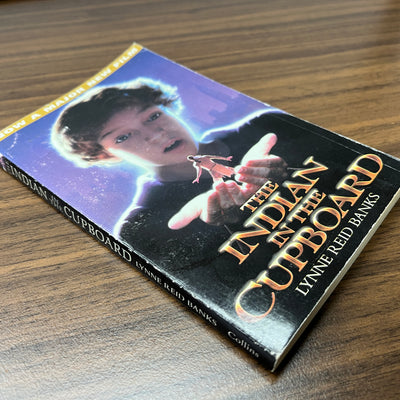 NOW A MAJOR NEW FILM
THE
INDIAN
IN THE
CUPBOARD
LYNNE REID BANKS
THE INDIAN IN THE CUPBOARD LYNNE REID BANKS Collins